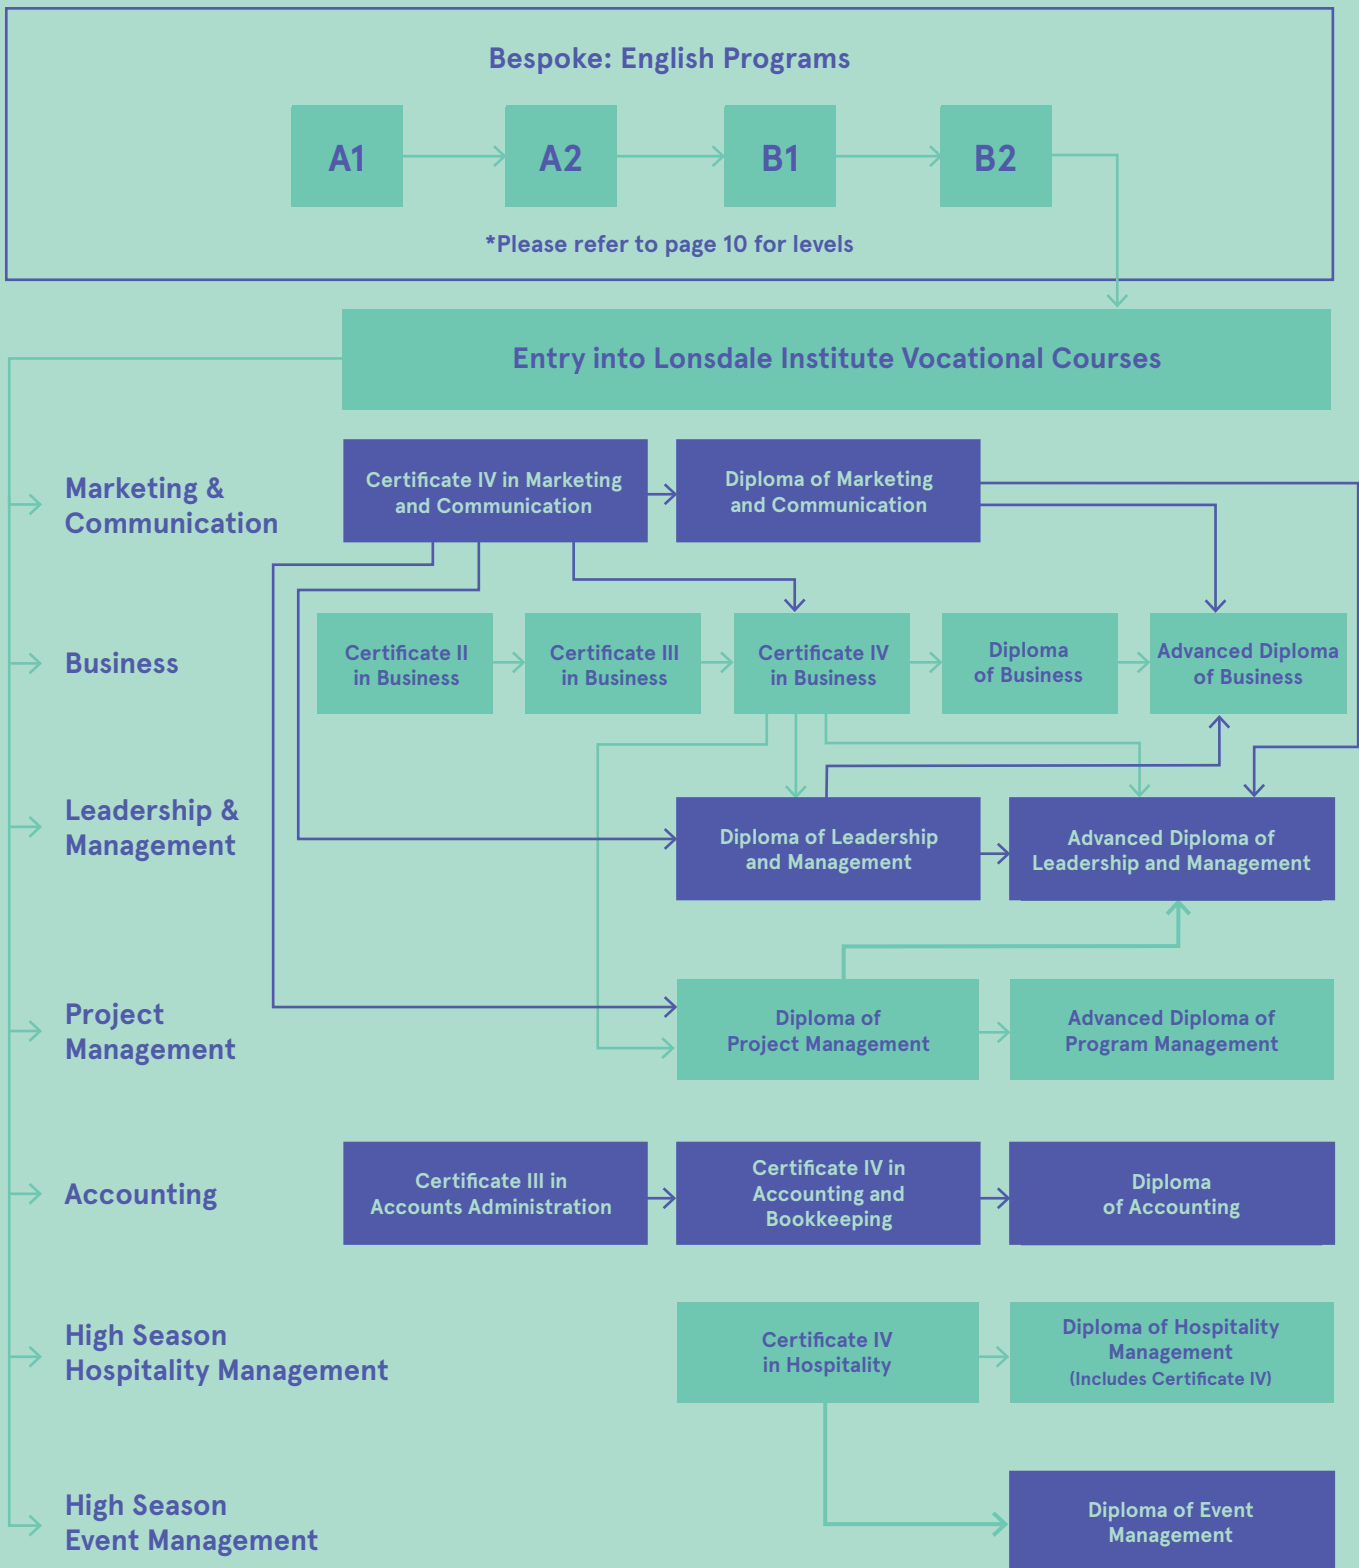 Bespoke: English Programs
A1
A2
B1
B2
*Please refer to page 10 for levels
Entry into Lonsdale Institute Vocational Courses
Marketing &
Communication
Certificate IV in Marketing
and Communication
Diploma of Marketing
and Communication
Business
Certificate II
in Business
Certificate III
in Business
Certificate IV
in Business
Diploma
of Business
Advanced Diploma
of Business
Leadership &
Management
Diploma of Leadership
and Management
Advanced Diploma of
Leadership and Management
Project
Management
Diploma of
Project Management
Advanced Diploma of
Program Management
Accounting
Certificate III in
Accounts Administration
Certificate IV in
Accounting and
Bookkeeping
Diploma
of Accounting
High Season
Hospitality Management
Certificate IV
in Hospitality
Diploma of Hospitality
Management
(Includes Certificate IV)
High Season
Event Management
Diploma of Event
Management